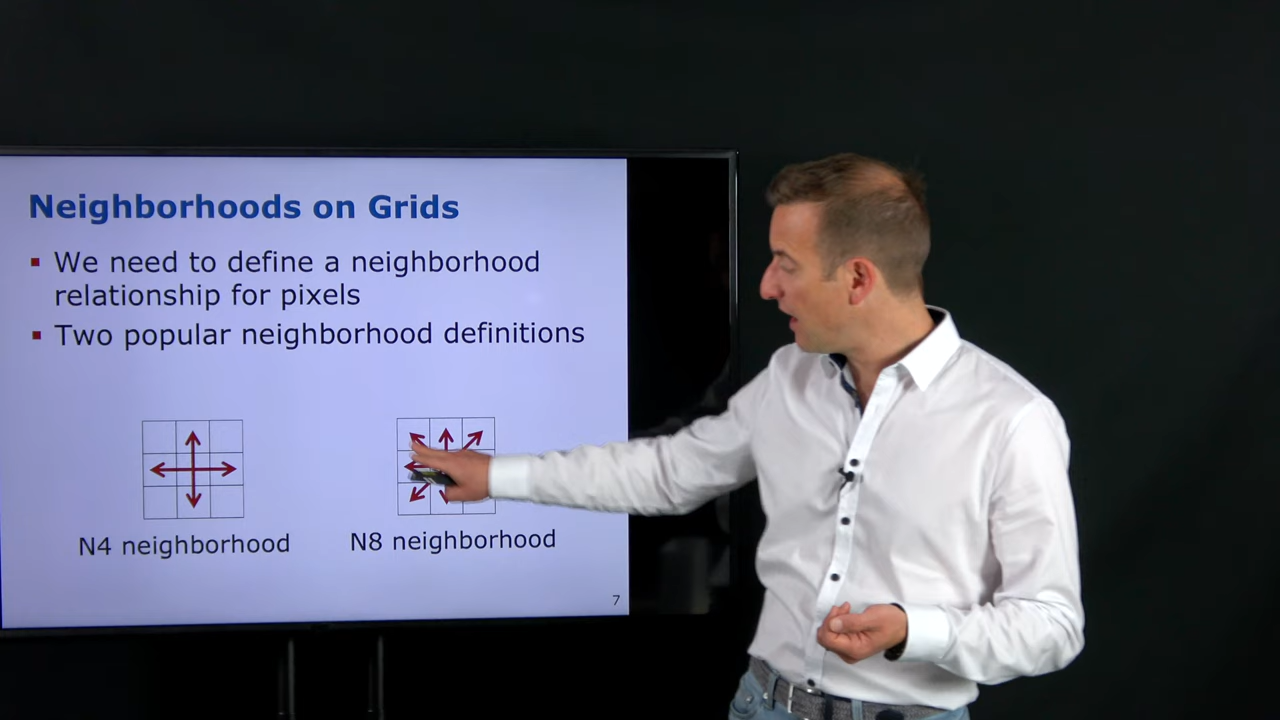 Neighborhoods on Grids
▪ We need to define a neighborhood
relationship for pixels
▪ Two popular neighborhood definitions
N4 neighborhood
N8 neighborhood
7